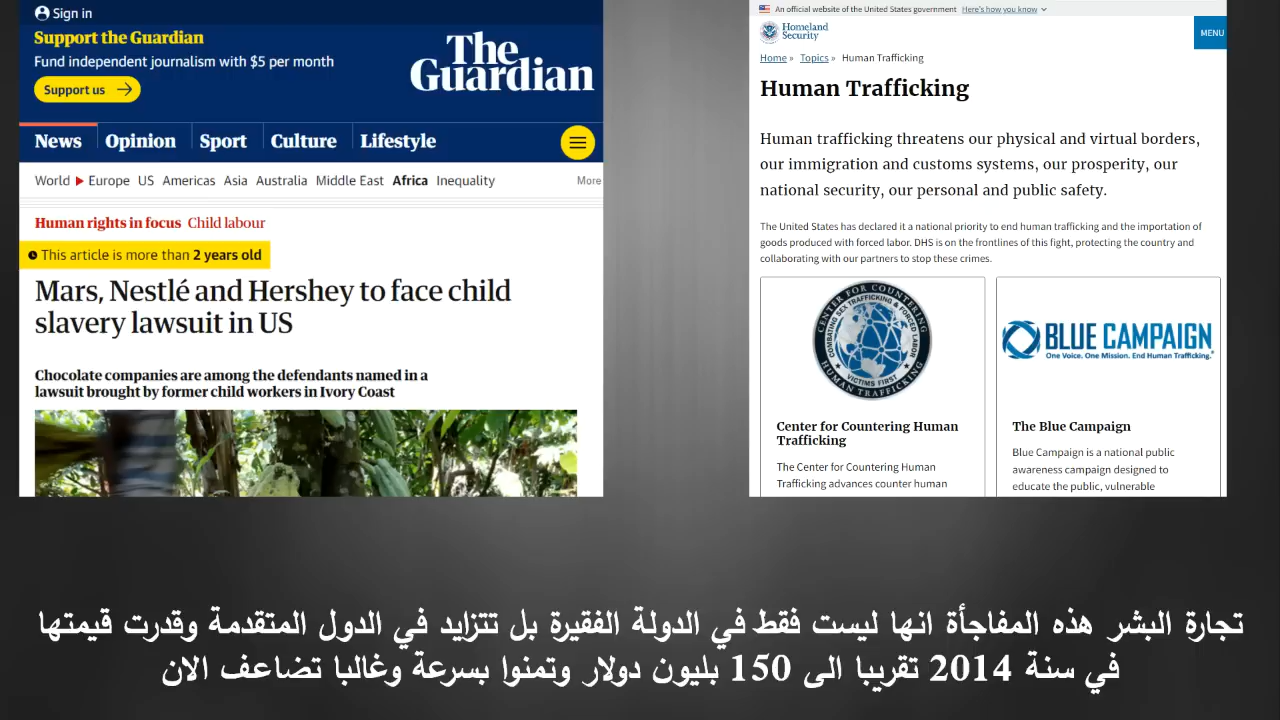 Sign in
Support the Guardian
Fund independent journalism with $5 per month
Support us
The
Guardian
News Opinion Sport Culture Lifestyle
World Europe US Americas Asia Australia Middle East Africa Inequality More
Human rights in focus Child labour
This article is more than 2 years old
Mars, Nestlé and Hershey to face child
slavery lawsuit in US
Chocolate companies are among the defendants named in a
lawsuit brought by former child workers in Ivory Coast
An official website of the United States government Here's how you know
Homeland
Security
MENU
Home » Topics » Human Trafficking
Human Trafficking
Human trafficking threatens our physical and virtual borders,
our immigration and customs systems, our prosperity, our
national security, our personal and public safety.
The United States has declared it a national priority to end human trafficking and the importation of
goods produced with forced labor. DHS is on the frontlines of this fight, protecting the country and
collaborating with our partners to stop these crimes.
CENTER FOR COUNTERING
HUMAN TRAFFICKING
COMBATING SEX TRAFFICKING & FORCED LABOR
VICTIMS FIRST
BLUE CAMPAIGN
One Voice. One Mission. End Human Trafficking.
Center for Countering Human
Trafficking
The Center for Countering Human
Trafficking advances counter human
The Blue Campaign
Blue Campaign is a national public
awareness campaign designed to
educate the public, vulnerable
تجارة البشر هذه المفاجأة انها ليست فقط في الدولة الفقيرة بل تتزايد في الدول المتقدمة وقدرت قيمتها
في سنة 2014 تقريبا الى 150 بليون دولار وتمنوا بسرعة وغالبا تضاعف الان